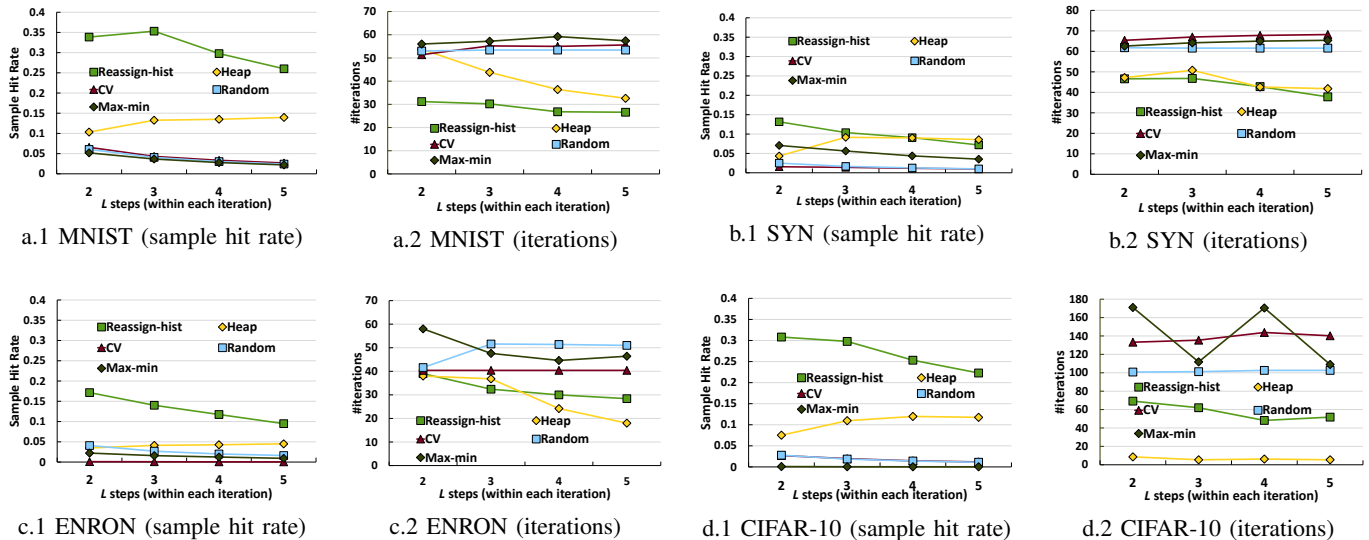 0.4
0.35
0.3
0.25
0.2
0.15
0.1
0.05
0
Sample Hit Rate
Reassign-hist Heap
CV Random
Max-min
2 3 4 5
L steps (within each iteration)
a.1 MNIST (sample hit rate)
70
60
50
40
30
20
10
0
#iterations
Reassign-hist Heap
CV Random
Max-min
2 3 4 5
L steps (within each iteration)
a.2 MNIST (iterations)
0.4
0.35
0.3
0.25
0.2
0.15
0.1
0.05
0
Sample Hit Rate
Reassign-hist Heap
CV Random
Max-min
2 3 4 5
L steps (within each iteration)
b.1 SYN (sample hit rate)
80
70
60
50
40
30
20
10
0
#iterations
Reassign-hist Heap
CV Random
Max-min
2 3 4 5
L steps (within each iteration)
b.2 SYN (iterations)
0.4
0.35
0.3
0.25
0.2
0.15
0.1
0.05
0
Sample Hit Rate
Reassign-hist Heap
CV Random
Max-min
2 3 4 5
L steps (within each iteration)
c.1 ENRON (sample hit rate)
70
60
50
40
30
20
10
0
#iterations
Reassign-hist Heap
CV Random
Max-min
2 3 4 5
L steps (within each iteration)
c.2 ENRON (iterations)
0.4
0.35
0.3
0.25
0.2
0.15
0.1
0.05
0
Sample Hit Rate
Reassign-hist Heap
CV Random
Max-min
2 3 4 5
L steps (within each iteration)
d.1 CIFAR-10 (sample hit rate)
180
160
140
120
100
80
60
40
20
0
#iterations
Reassign-hist Heap
CV Random
Max-min
2 3 4 5
L steps (within each iteration)
d.2 CIFAR-10 (iterations)